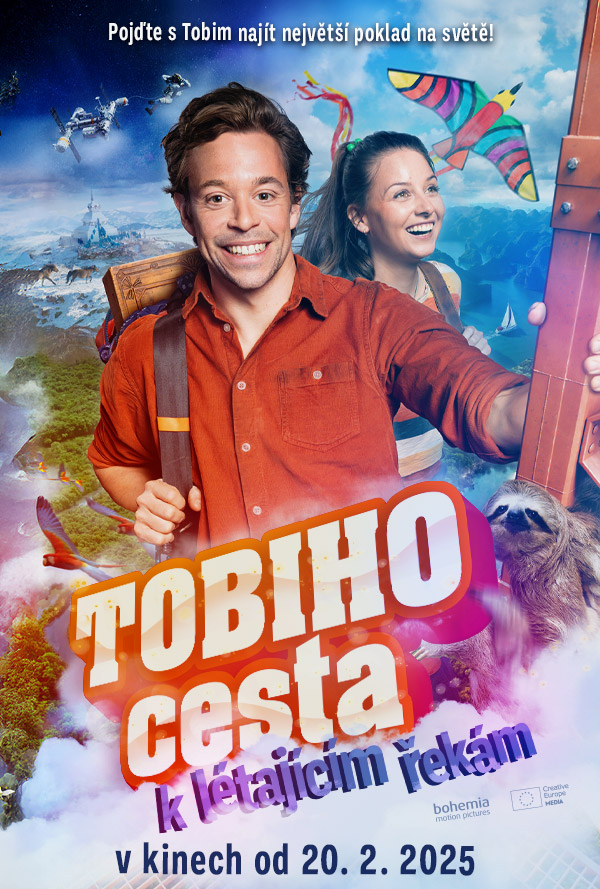 Pojďte s Tobim najít největší poklad na světě!
TOBIHO
cesta
k létajícím řekám
bohemia
motion pictures
Creative
Europe
MEDIA
v kinech od 20. 2. 2025